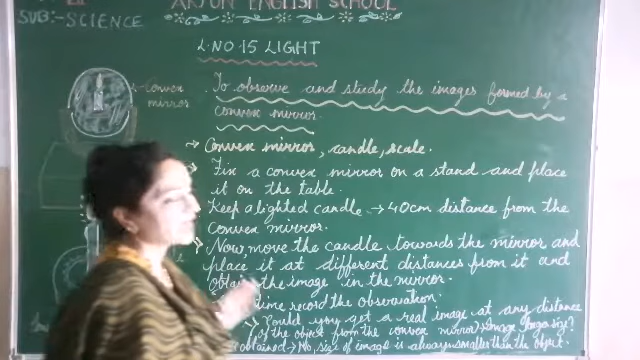 SUB:- SCIENCE
ARJUN ENGLISH SCHOOL
L.NO.15 LIGHT
Convex
mirror
To observe and study the images formed by a
convex mirror.
→ Convex mirror, candle, scale.
→ Fix a convex mirror on a stand and place
it on the table.
Keep a lighted candle → 40cm distance from the
convex mirror.
→ Now, move the candle towards the mirror and
place it at different distances from it and
obtain the image in the mirror.
time record the observation.
→ Could you get a real image at any distance
of the object from the convex mirror →
obtained → No, size of image is always smaller than the object.